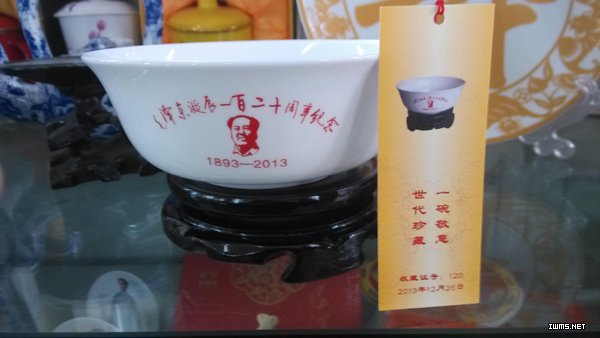 毛泽东诞辰一百二十周年纪念
1893—2013
一碗敬意
世代珍藏
收藏证号：120
2013年12月26日
IWMS.NET